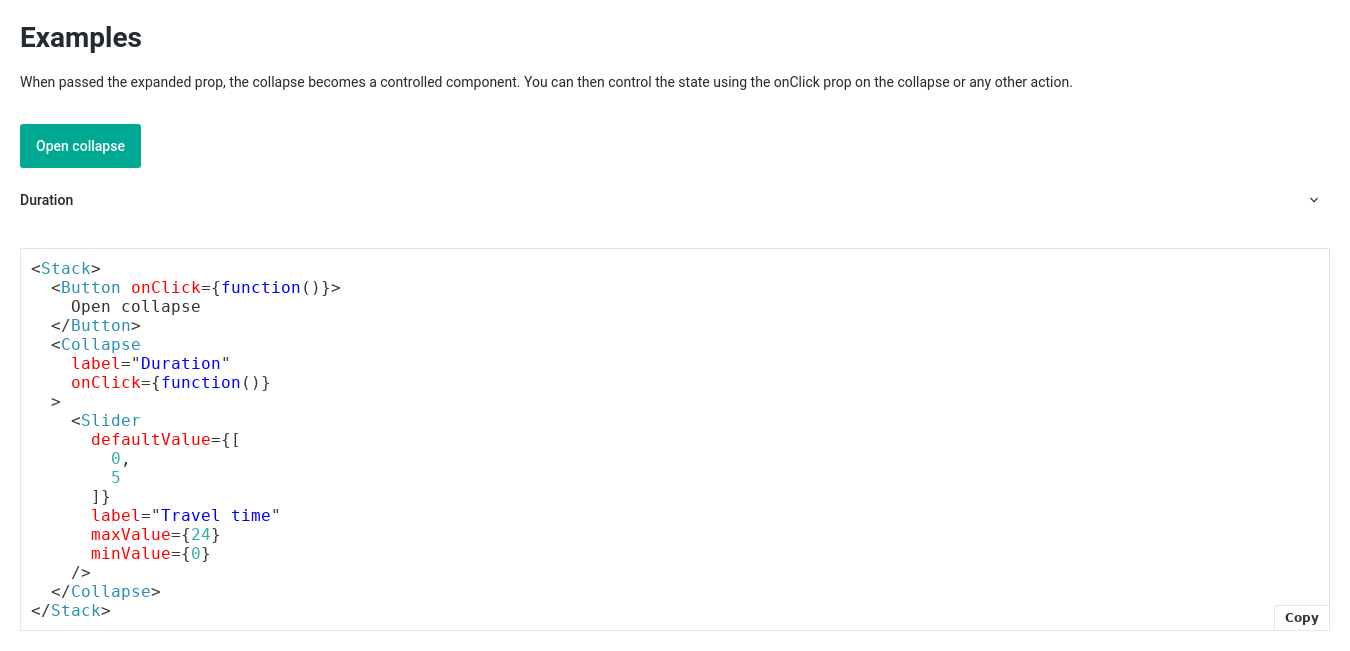 Examples
When passed the expanded prop, the collapse becomes a controlled component. You can then control the state using the onClick prop on the collapse or any other action.
Open collapse
Duration
<Stack>
  <Button onClick={function()}>
    Open collapse
  </Button>
  <Collapse
    label="Duration"
    onClick={function()}
  >
    <Slider
      defaultValue={[
        0,
        5
      ]}
      label="Travel time"
      maxValue={24}
      minValue={0}
    />
  </Collapse>
</Stack>
Copy